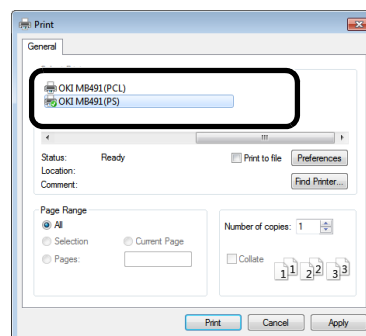 Print
General
OKI MB491(PCL)
OKI MB491(PS)
Status: Ready
Print to file
Preferences
Location:
Comment:
Find Printer...
Page Range
All
Selection
Current Page
Pages:
Number of copies: 1
Collate
1 1 2 2 3 3
Print
Cancel
Apply